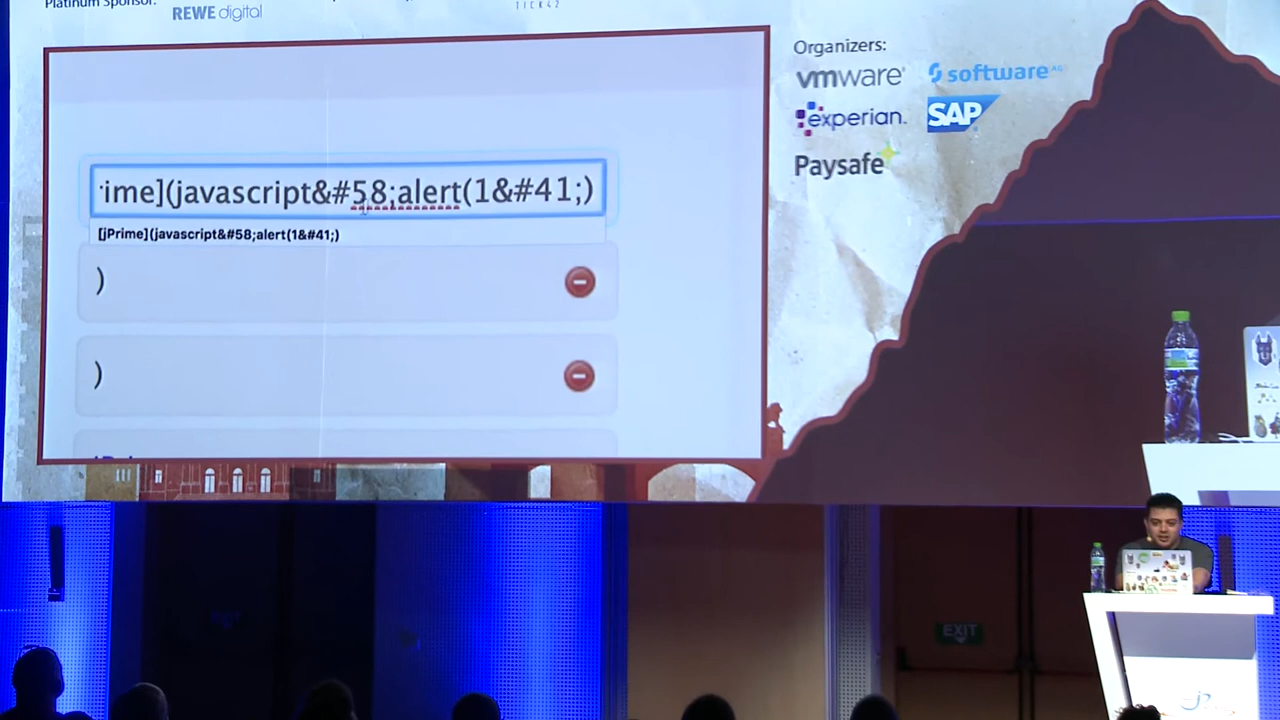 Platinum Sponsor:
REWE digital
TICK42
Organizers:
vmware
software AG
experian.
SAP
Paysafe
ime](javascript&#58;alert(1&#41;)
[jPrime](javascript&#58;alert(1&#41;)
)
)
EXIT